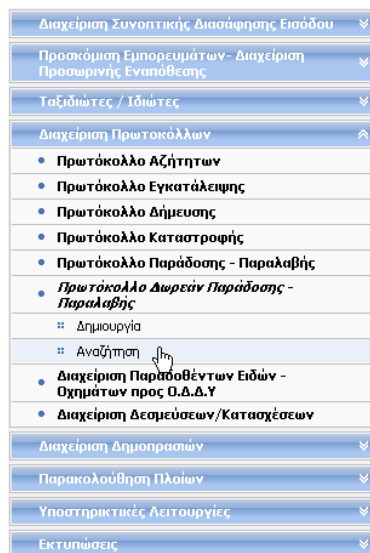 Διαχείριση Συνοπτικής Διασάφησης Εισόδου
Προσκόμιση Εμπορευμάτων- Διαχείριση
Προσωρινής Εναπόθεσης
Ταξιδιώτες / Ιδιώτες
Διαχείριση Πρωτοκόλλων
Πρωτόκολλο Αζήτητων
Πρωτόκολλο Εγκατάλειψης
Πρωτόκολλο Δήμευσης
Πρωτόκολλο Καταστροφής
Πρωτόκολλο Παράδοσης - Παραλαβής
Πρωτόκολλο Δωρεάν Παράδοσης -
Παραλαβής
Δημιουργία
Αναζήτηση
Διαχείριση Παραδοθέντων Ειδών -
Οχημάτων προς Ο.Δ.Δ.Υ
Διαχείριση Δεσμεύσεων/Κατασχέσεων
Διαχείριση Δημοπρασιών
Παρακολούθηση Πλοίων
Υποστηρικτικές Λειτουργίες
Εκτυπώσεις